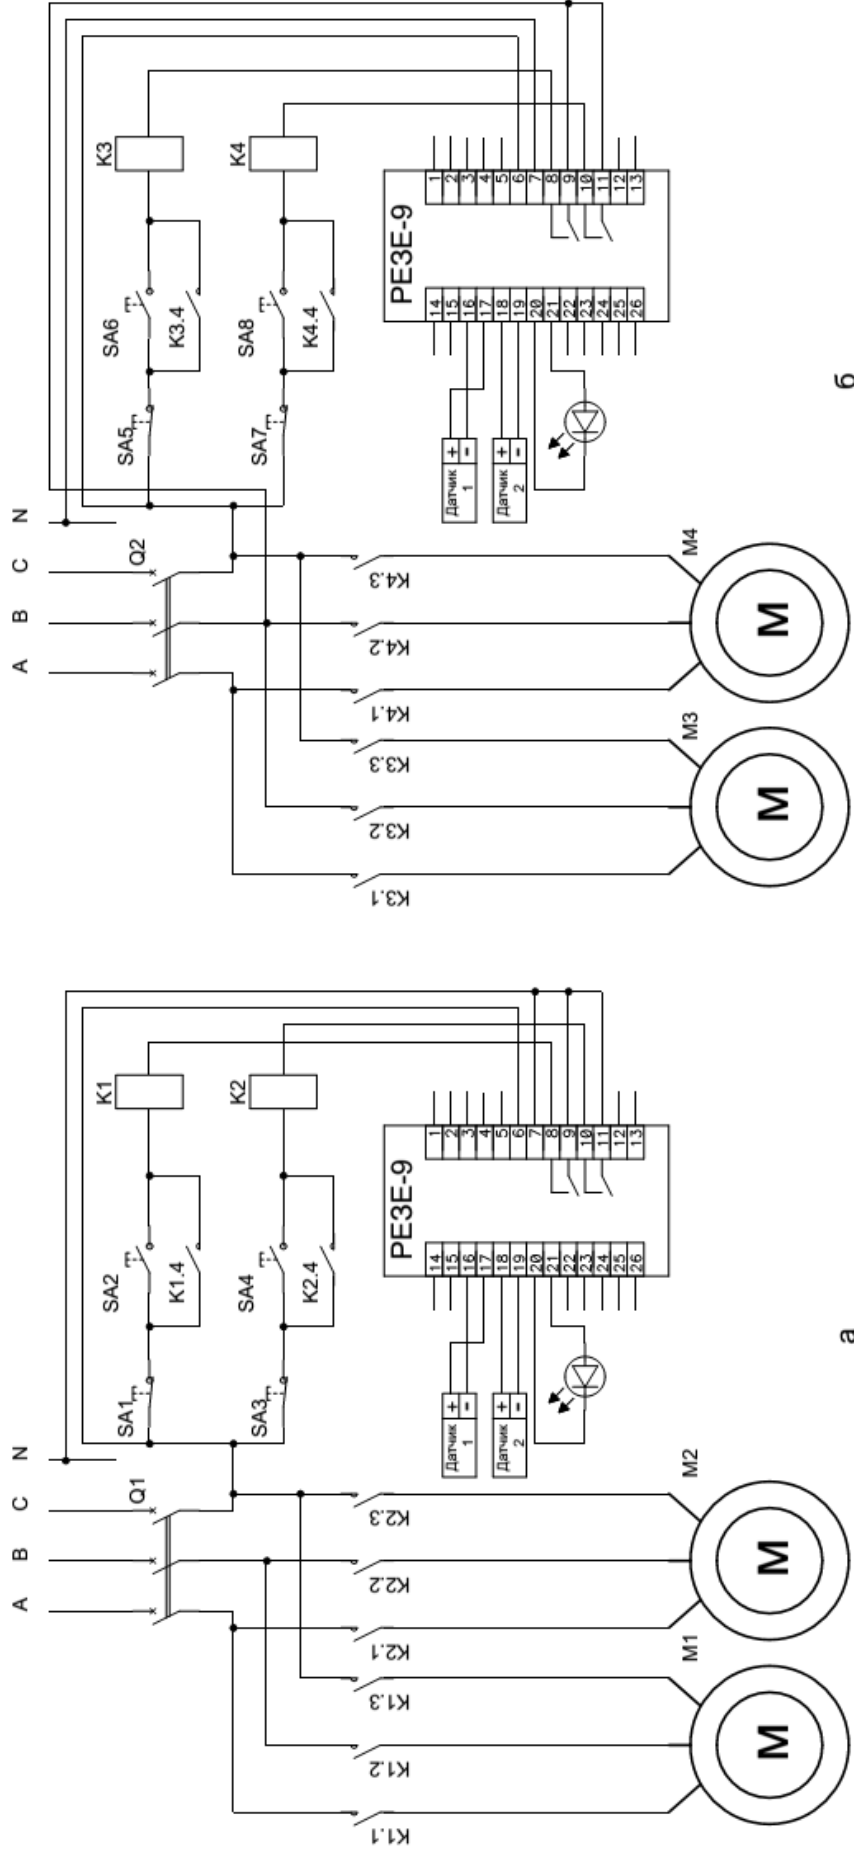 A B C N
Q1
SA1 SA2 K1
K1.4
SA3 SA4 K2
K2.4
K1.1 K1.2 K1.3 K2.1 K2.2 K2.3
РЕЗЕ-9
14 1
15 2
16 3
17 4
18 5
19 6
20 7
21 8
22 9
23 10
24 11
25 12
26 13
Датчик
1
+
-
Датчик
2
+
-
M1 M2
M M
а
A B C N
Q2
SA5 SA6 K3
K3.4
SA7 SA8 K4
K4.4
K3.1 K3.2 K3.3 K4.1 K4.2 K4.3
РЕЗЕ-9
14 1
15 2
16 3
17 4
18 5
19 6
20 7
21 8
22 9
23 10
24 11
25 12
26 13
Датчик
1
+
-
Датчик
2
+
-
M3 M4
M M
б